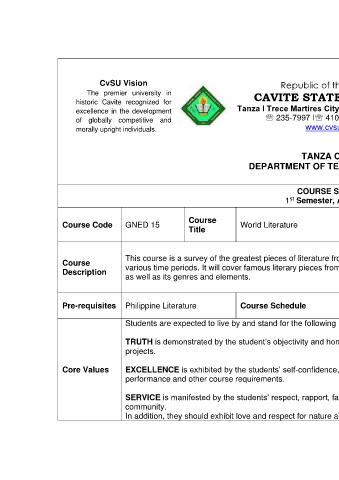 CvSU Vision
The premier university in
historic Cavite recognized for
excellence in the development
of globally competitive and
morally upright individuals.
Republic of th
CAVITE STATE
Tanza I Trece Martires City
☏ 235-7997 I☏ 410
www.cvsu
TANZA C
DEPARTMENT OF TE
COURSE S
1st Semester, A
Course Code
GNED 15
Course
Title
World Literature
Course
Description
This course is a survey of the greatest pieces of literature fro
various time periods. It will cover famous literary pieces from
as well as its genres and elements.
Pre-requisites
Philippine Literature
Course Schedule
Core Values
Students are expected to live by and stand for the following
TRUTH is demonstrated by the student's objectivity and hon
projects.
EXCELLENCE is exhibited by the students' self-confidence,
performance and other course requirements.
SERVICE is manifested by the students' respect, rapport, fa
community.
In addition, they should exhibit love and respect for nature a